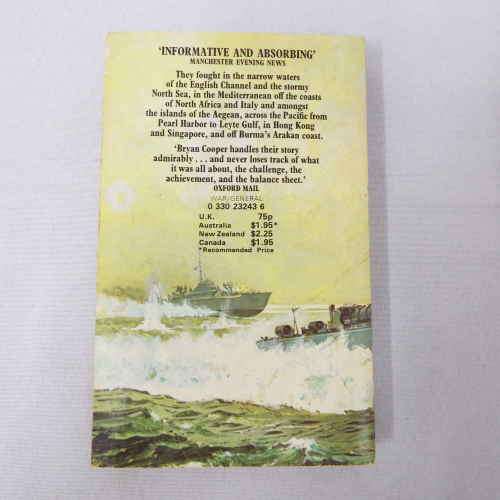 'INFORMATIVE AND ABSORBING'
MANCHESTER EVENING NEWS
They fought in the narrow waters
of the English Channel and the stormy
North Sea, in the Mediterranean off the coasts
of North Africa and Italy and amongst
the islands of the Aegean, across the Pacific from
Pearl Harbor to Leyte Gulf, in Hong Kong
and Singapore, and off Burma's Arakan coast.
'Bryan Cooper handles their story
admirably . . . and never loses track of what
it was all about, the challenge, the
achievement, and the balance sheet.'
OXFORD MAIL
WAR/GENERAL
0 330 23243 6
U.K. 75p
Australia $1.95*
New Zealand $2.25
Canada $1.95
*Recommended Price